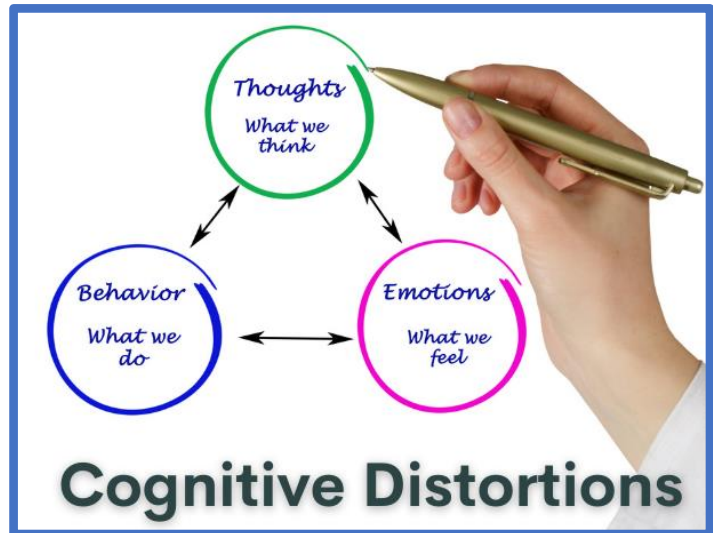 Thoughts
What we
think
Behavior
What we
do
Emotions
What we
feel
Cognitive Distortions